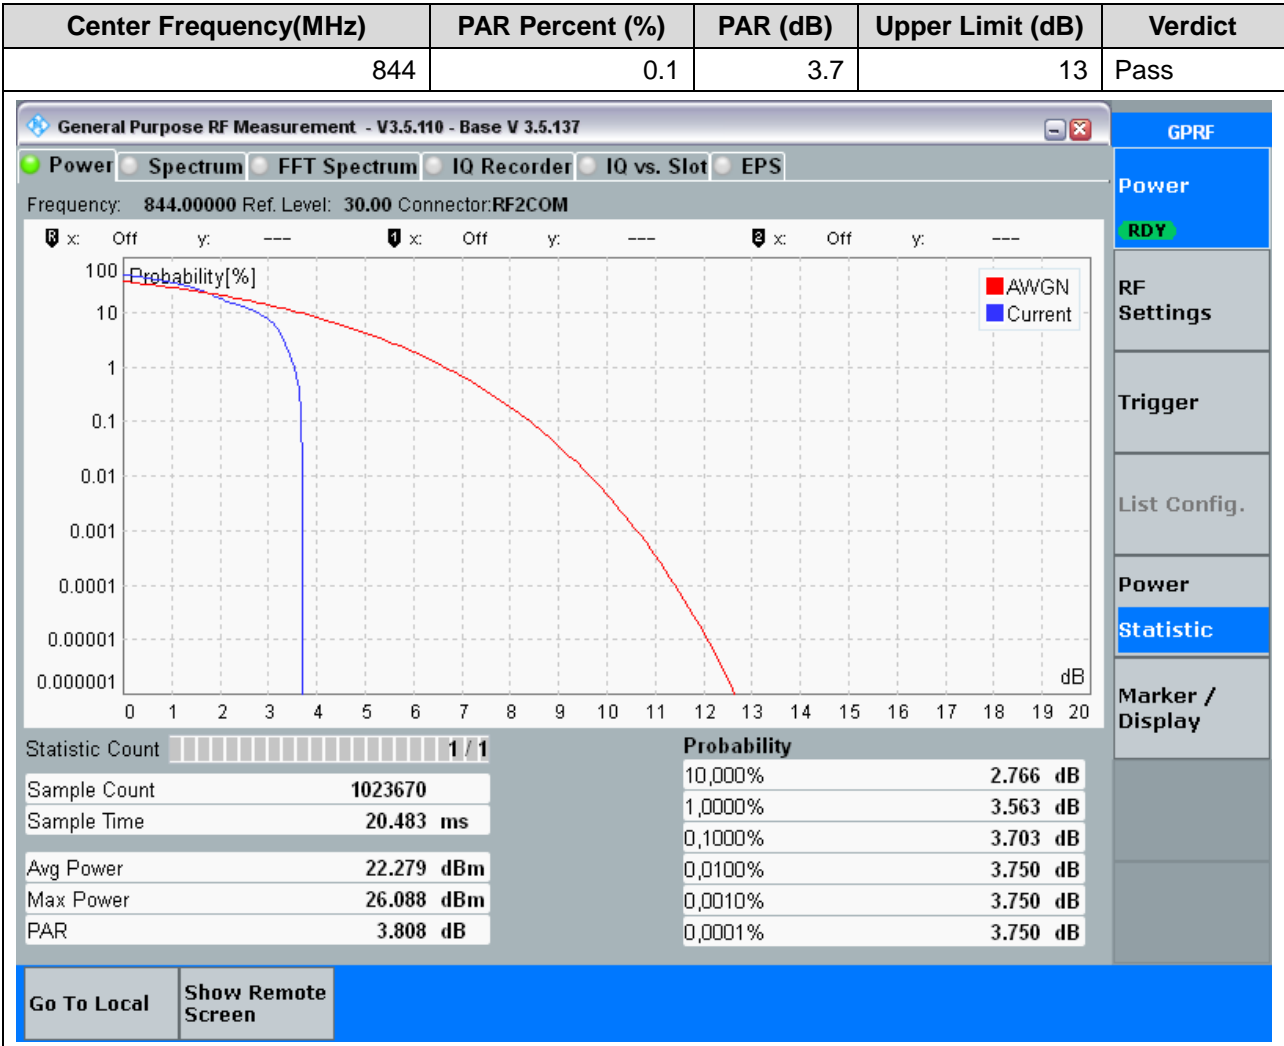 Center Frequency(MHz) PAR Percent (%) PAR (dB) Upper Limit (dB) Verdict
844 0.1 3.7 13 Pass
General Purpose RF Measurement - V3.5.110 - Base V 3.5.137
GPRF
Power Spectrum FFT Spectrum IQ Recorder IQ vs. Slot EPS
Frequency: 844.00000 Ref. Level: 30.00 Connector:RF2COM
R x: Off y: --- 1 x: Off y: --- 2 x: Off y: ---
Probability[%]
AWGN
Current
100
10
1
0.1
0.01
0.001
0.0001
0.00001
0.000001
dB
0 1 2 3 4 5 6 7 8 9 10 11 12 13 14 15 16 17 18 19 20
Statistic Count 1 / 1
Sample Count 1023670
Sample Time 20.483 ms
Avg Power 22.279 dBm
Max Power 26.088 dBm
PAR 3.808 dB
Probability
10,000% 2.766 dB
1,0000% 3.563 dB
0,1000% 3.703 dB
0,0100% 3.750 dB
0,0010% 3.750 dB
0,0001% 3.750 dB
Power
RDY
RF
Settings
Trigger
List Config.
Power
Statistic
Marker /
Display
Go To Local
Show Remote
Screen